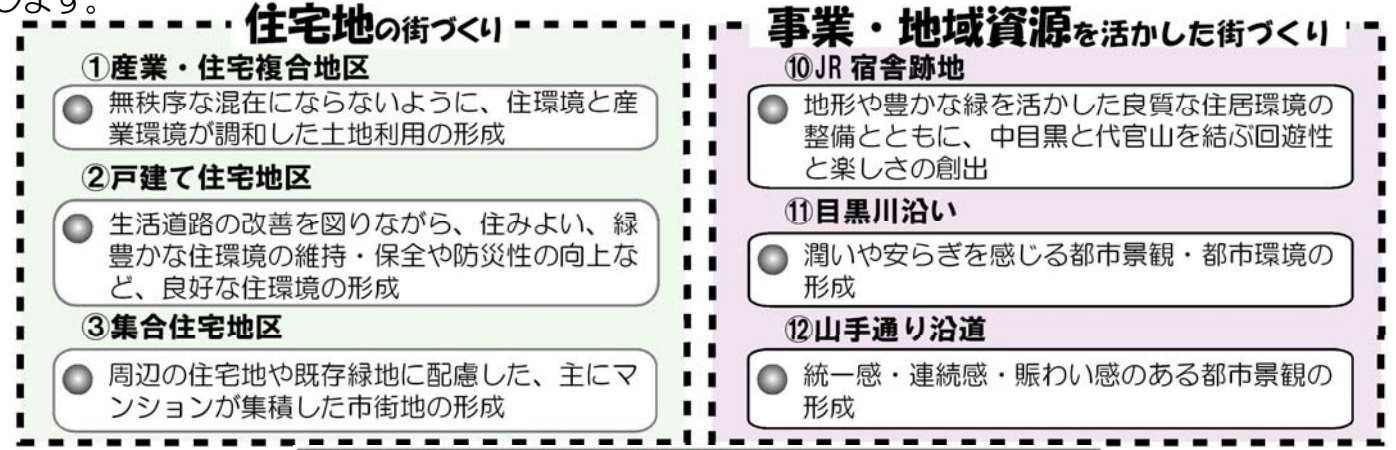 します。
住宅地の街づくり
①産業・住宅複合地区
無秩序な混在にならないように、住環境と産
業環境が調和した土地利用の形成
②戸建て住宅地区
生活道路の改善を図りながら、住みよい、緑
豊かな住環境の維持・保全や防災性の向上な
ど、良好な住環境の形成
③集合住宅地区
周辺の住宅地や既存緑地に配慮した、主にマ
ンションが集積した市街地の形成
事業・地域資源を活かした街づくり
⑩JR宿舎跡地
地形や豊かな緑を活かした良質な住居環境の
整備とともに、中目黒と代官山を結ぶ回遊性
と楽しさの創出
⑪目黒川沿い
潤いや安らぎを感じる都市景観・都市環境の
形成
⑫山手通り沿道
統一感・連続感・賑わい感のある都市景観の
形成